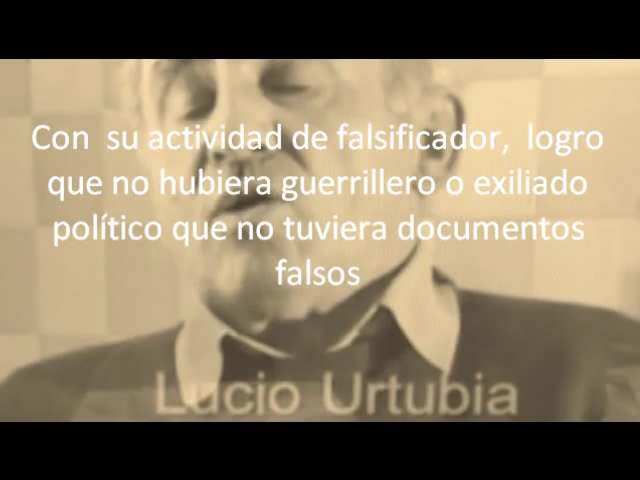 Con su actividad de falsificador, logro
que no hubiera guerrillero o exiliado
político que no tuviera documentos
falsos
Lucio Urtubia